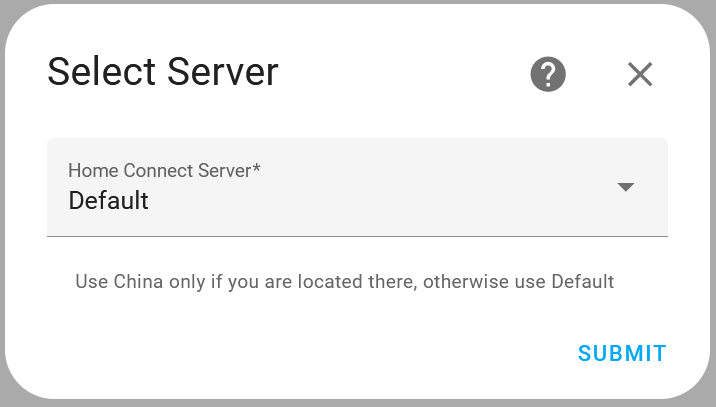 Select Server
Home Connect Server*
Default
Use China only if you are located there, otherwise use Default
SUBMIT